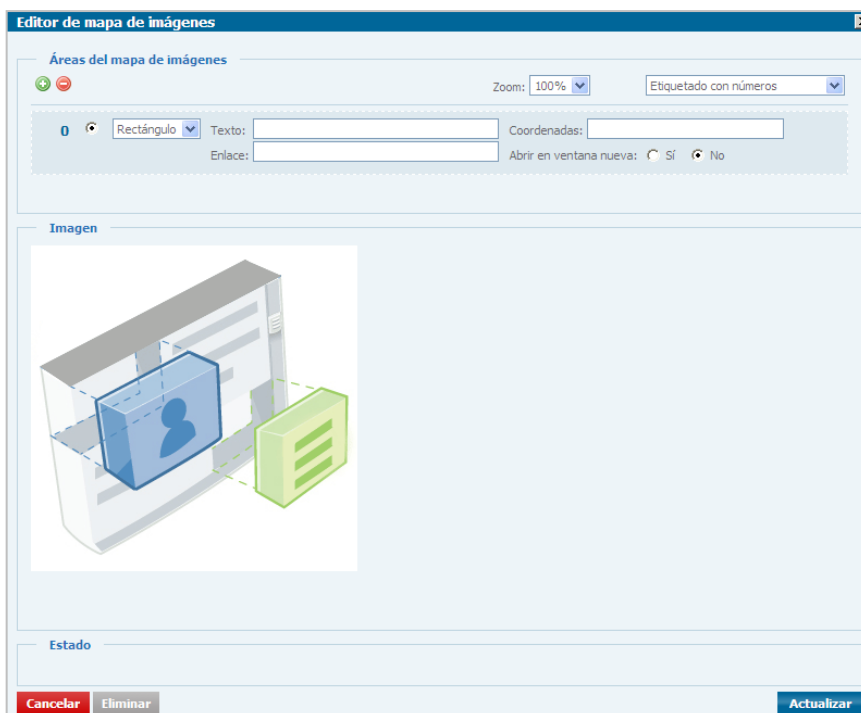 Editor de mapa de imágenes
Áreas del mapa de imágenes
Zoom: 100% Etiquetado con números
0 Rectángulo Texto: Coordenadas:
Enlace: Abrir en ventana nueva: Sí No
Imagen
Estado
Cancelar Eliminar Actualizar